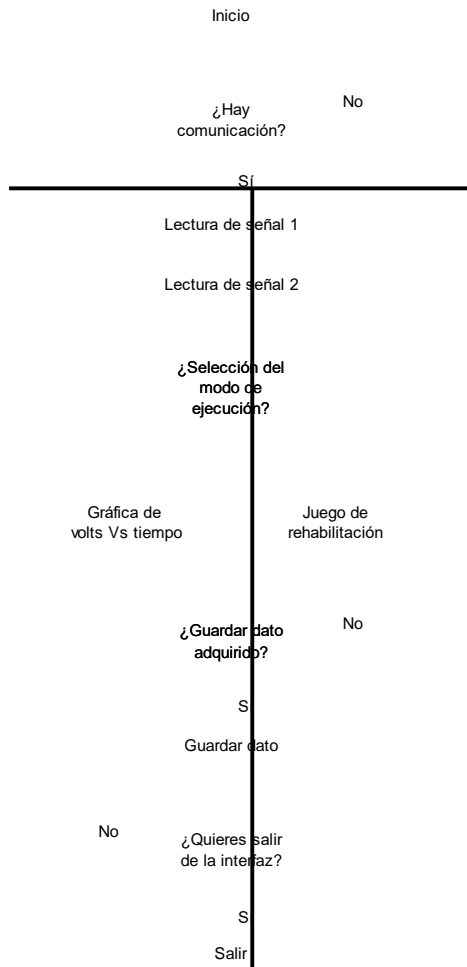 Inicio
No
¿Hay
comunicación?
Sí
Lectura de señal 1
Lectura de señal 2
¿Selección del
modo de
ejecución?
Gráfica de
volts Vs tiempo
Juego de
rehabilitación
No
¿Guardar dato
adquirido?
S
Guardar dato
No
¿Quieres salir
de la interfaz?
S
Salir